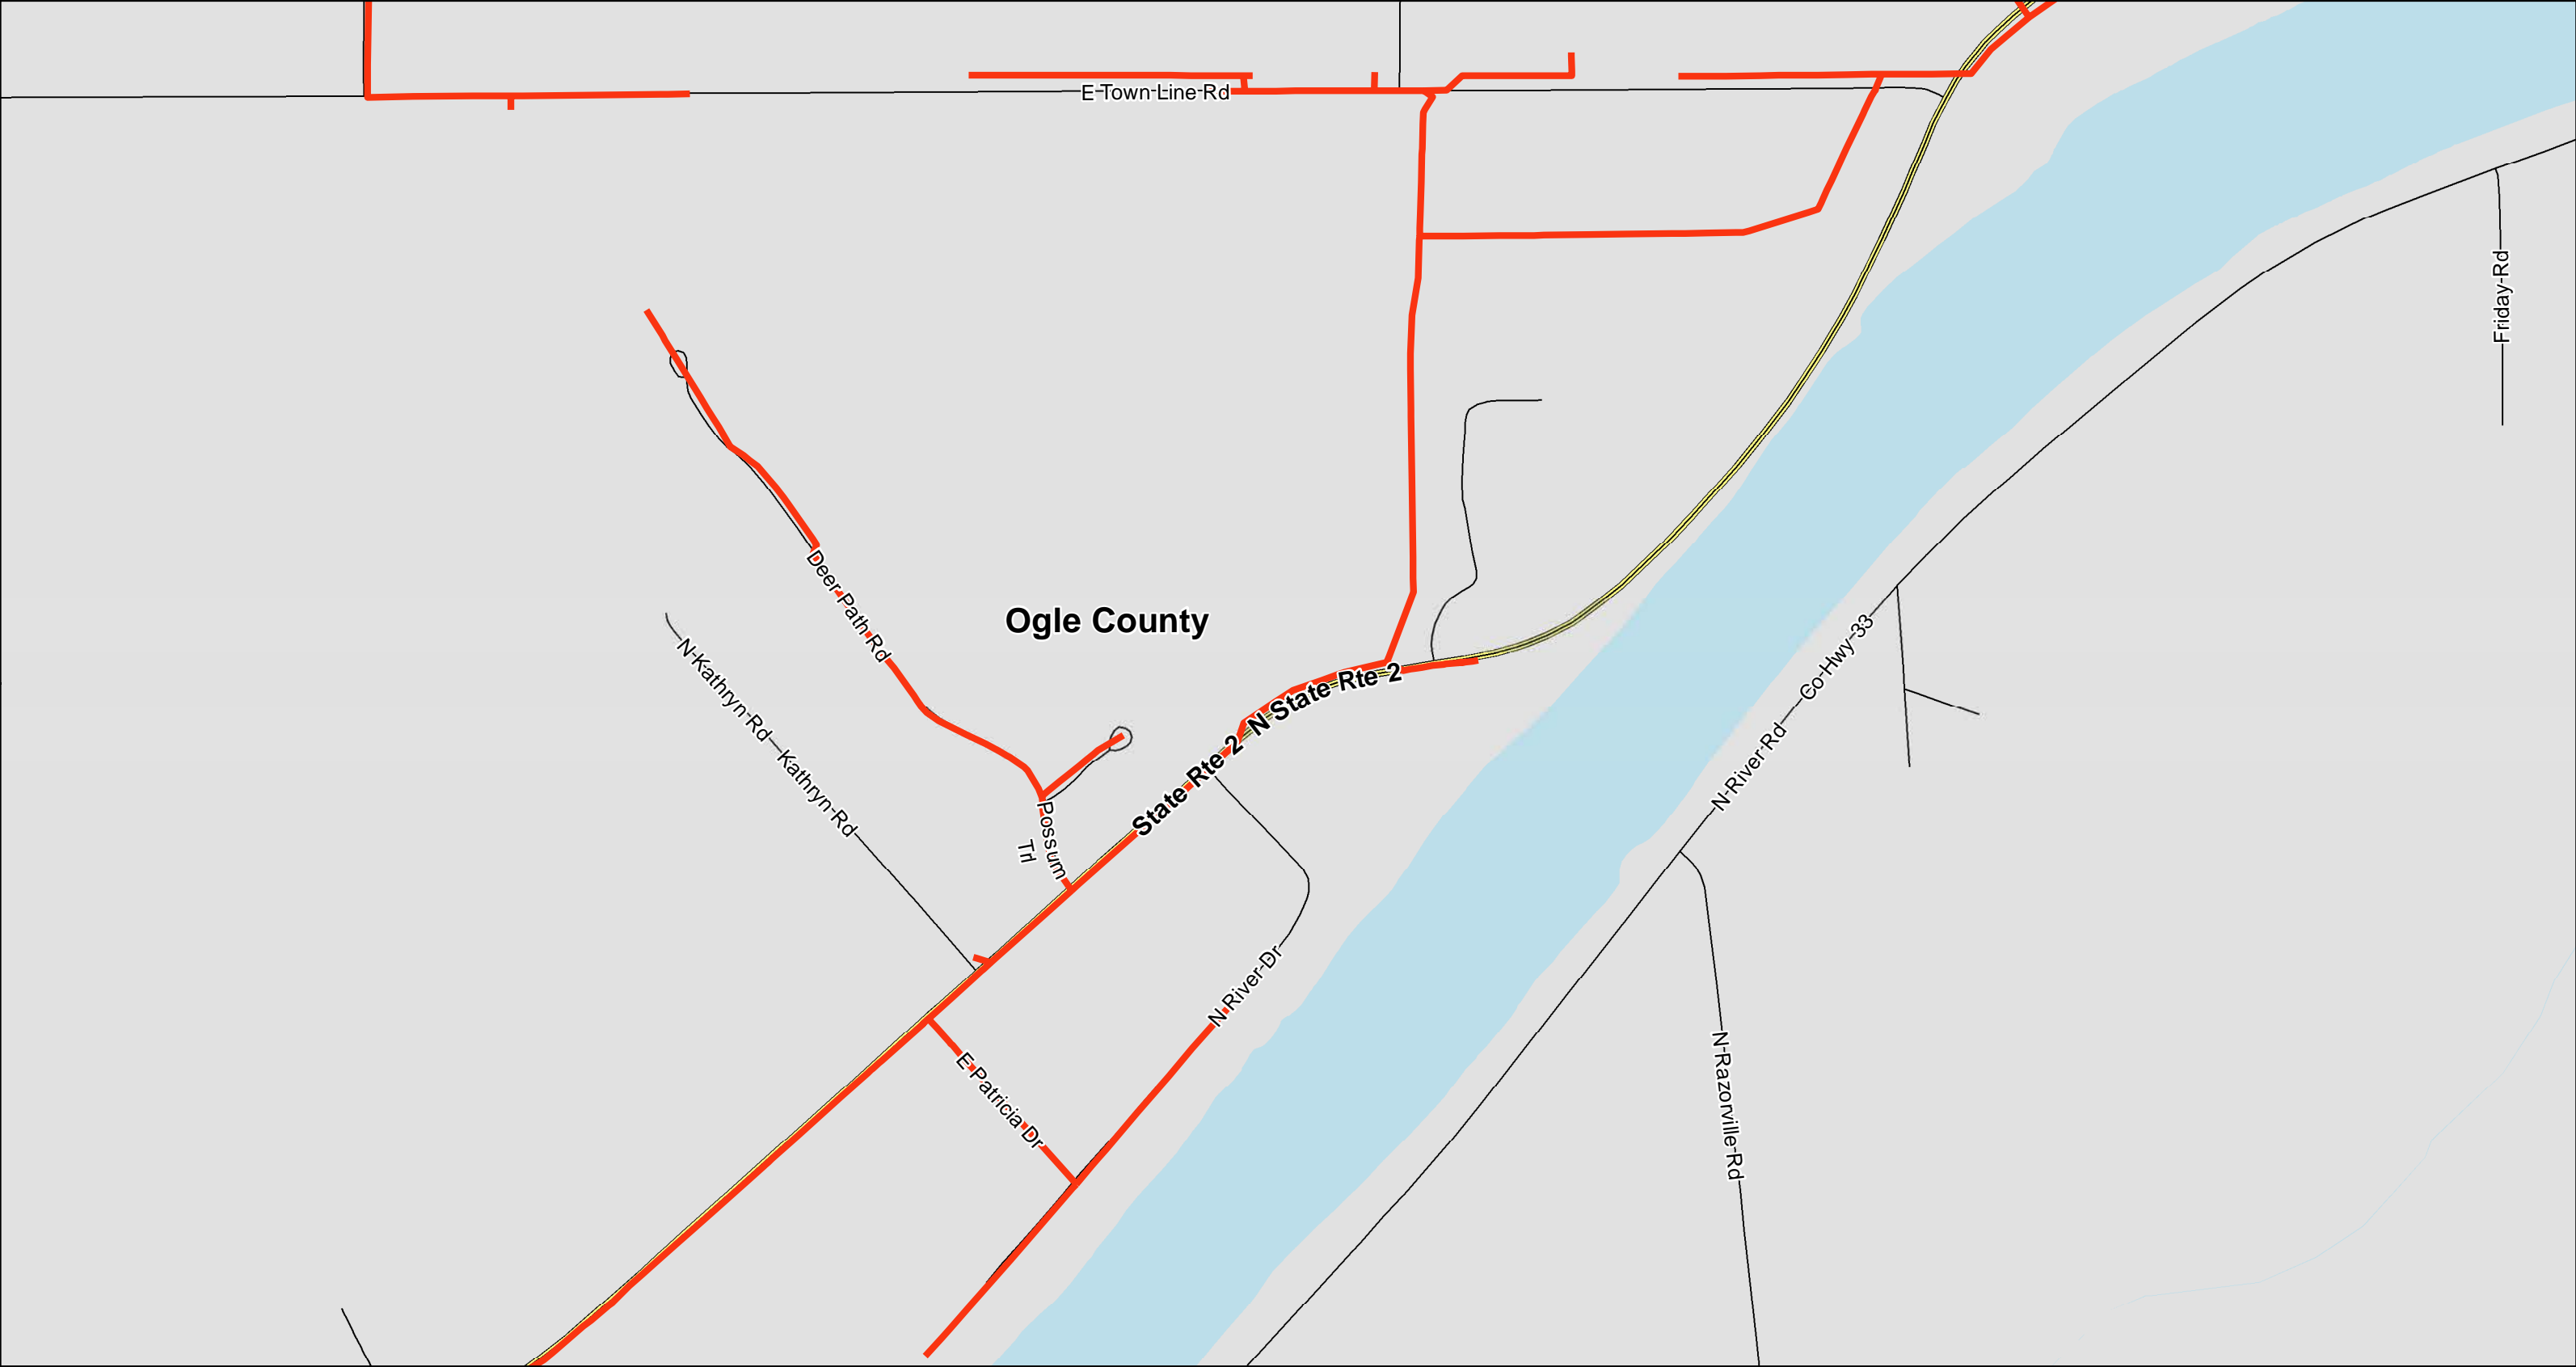 E Town Line Rd
Friday Rd
Deer Path Rd
Ogle County
N Kathryn Rd
Kathryn Rd
N State Rte 2
State Rte 2
Co Hwy 33
N River Rd
Possum
Trl
N River Dr
E Patricia Dr
N Razorville Rd